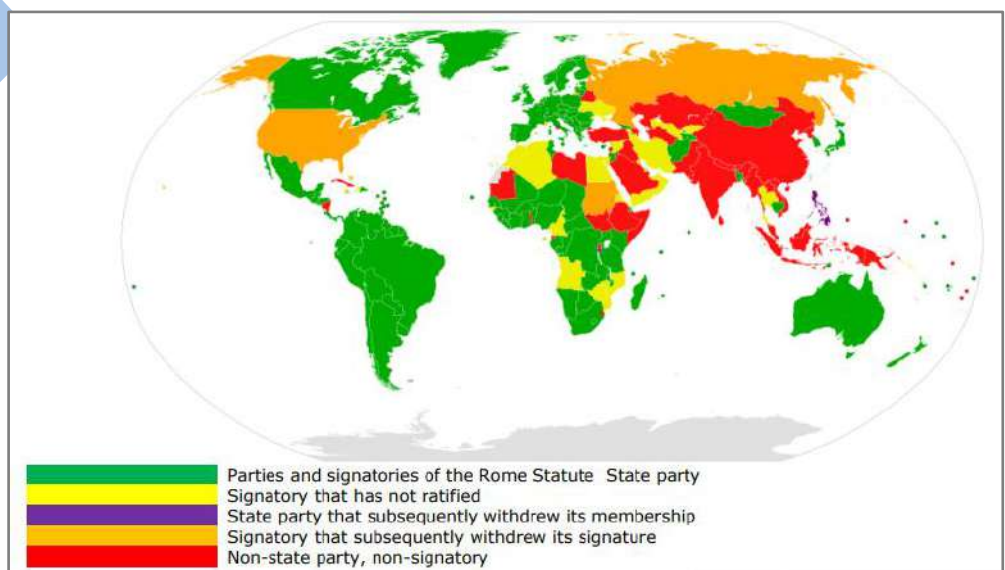 Parties and signatories of the Rome Statute  State party
Signatory that has not ratified
State party that subsequently withdrew its membership
Signatory that subsequently withdrew its signature
Non-state party, non-signatory